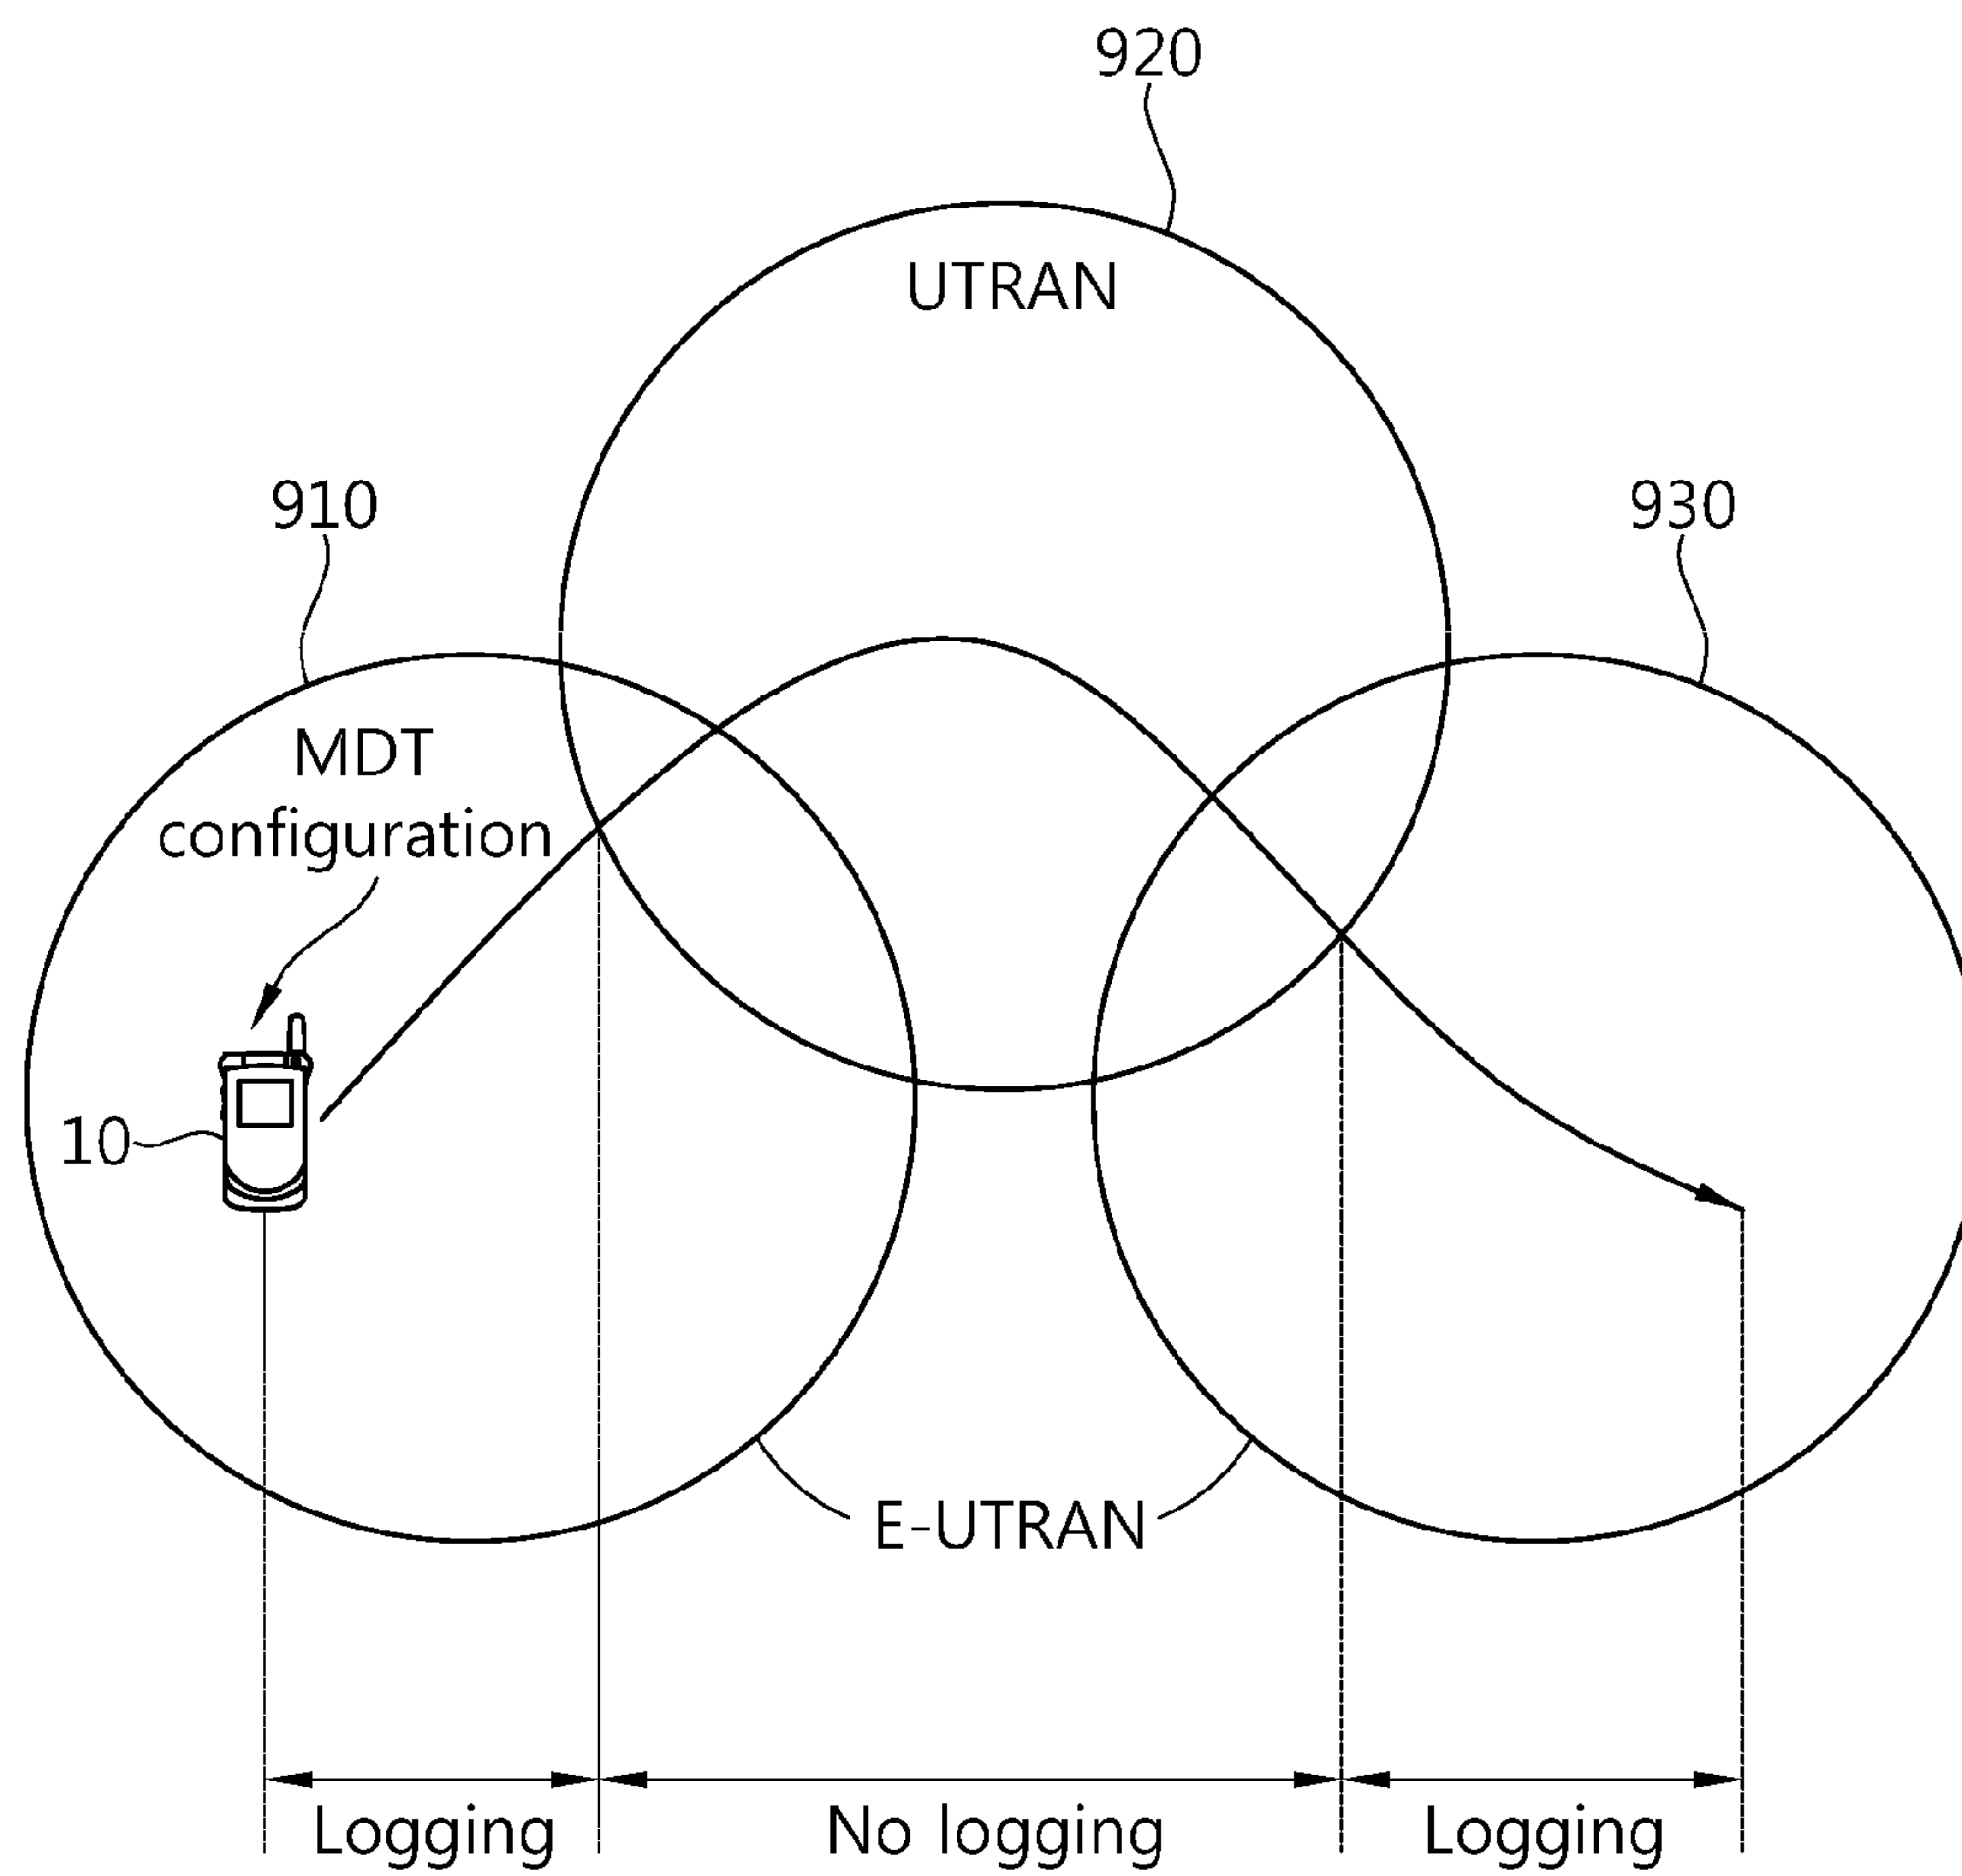 920
UTRAN
910
930
MDT
configuration
10
E-UTRAN
Logging
No logging
Logging